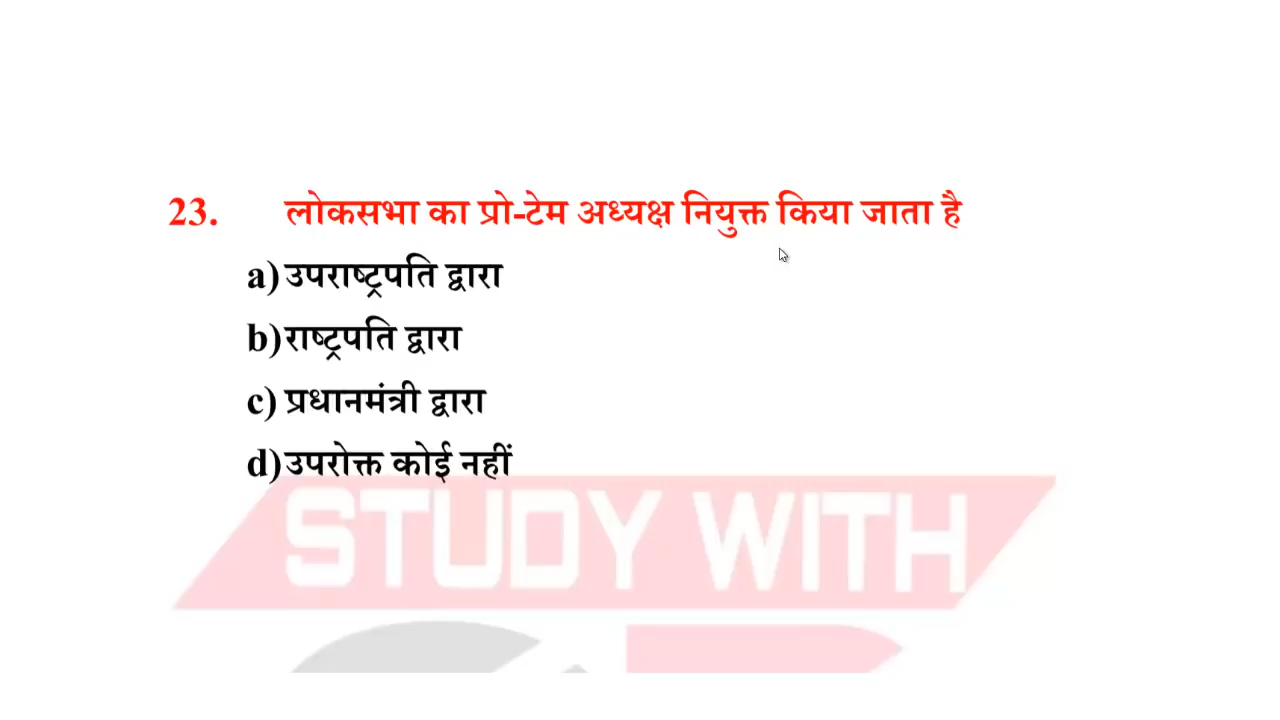 23. लोकसभा का प्रो-टेम अध्यक्ष नियुक्त किया जाता है
a) उपराष्ट्रपति द्वारा
b) राष्ट्रपति द्वारा
c) प्रधानमंत्री द्वारा
d) उपरोक्त कोई नहीं
STUDY WITH